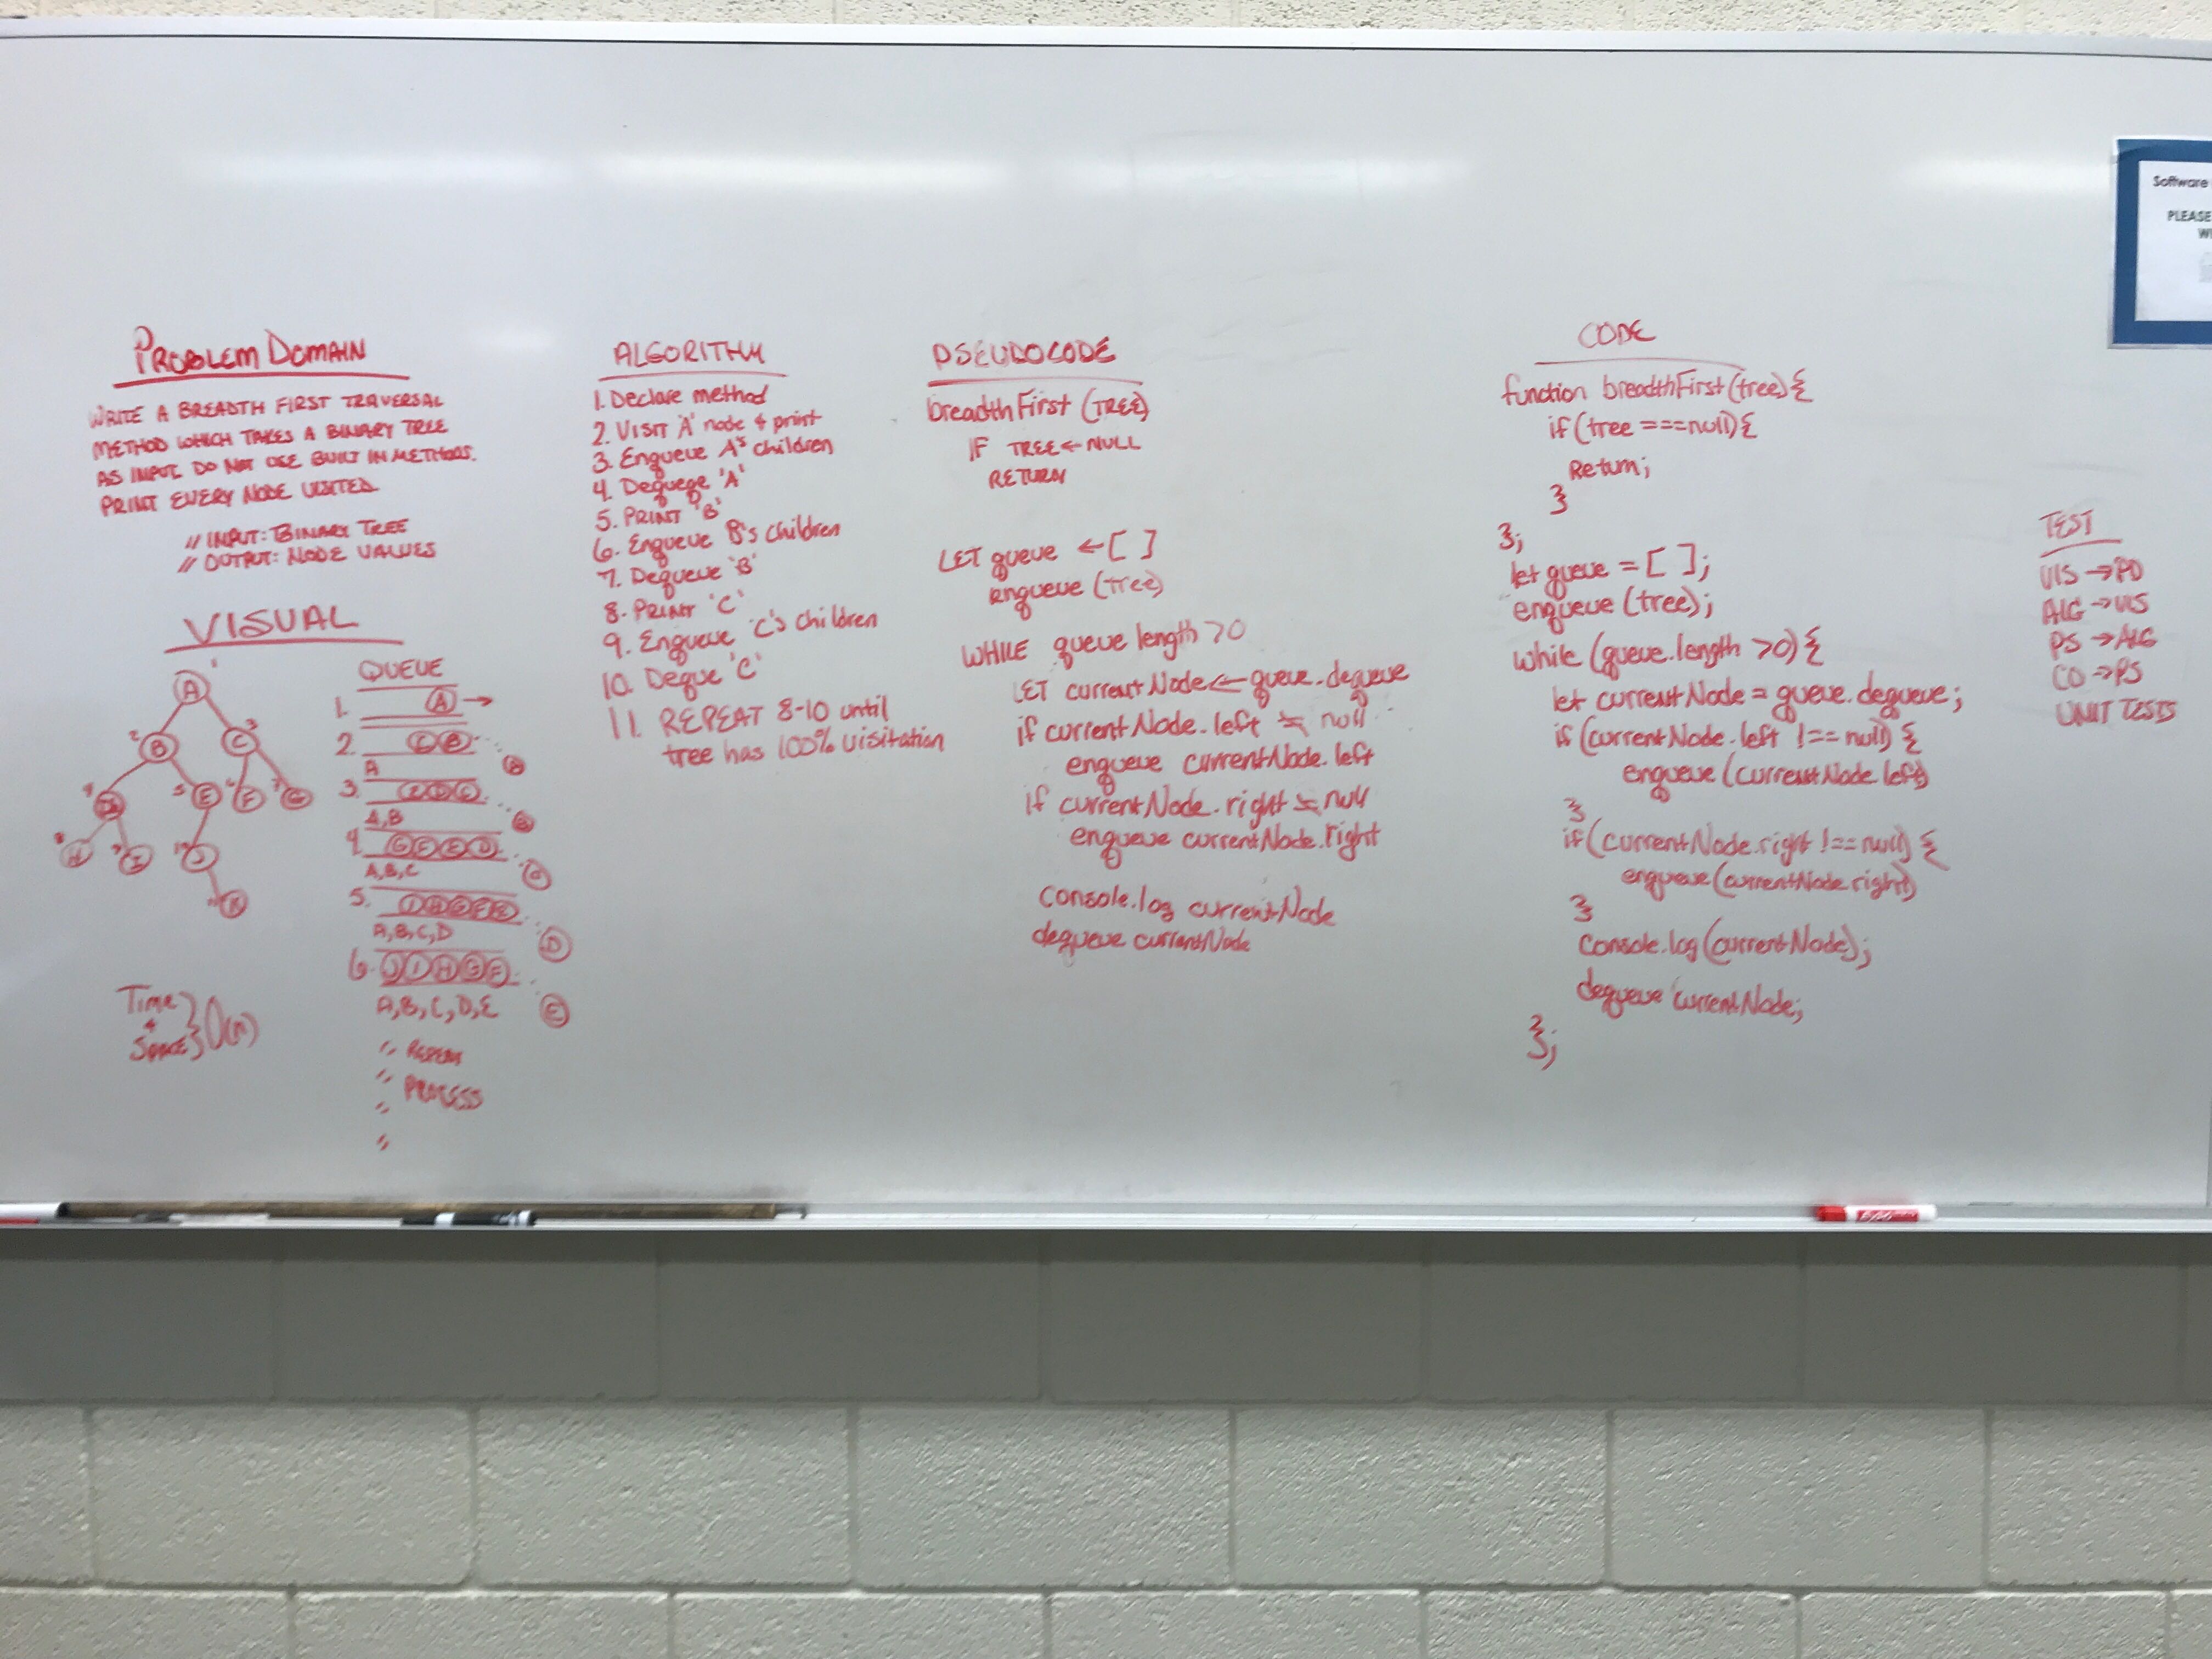 PROBLEM DOMAIN
WRITE A BREADTH FIRST TRAVERSAL
METHOD WHICH TAKES A BINARY TREE
AS INPUT. DO NOT USE BUILT IN METHODS.
PRINT EVERY NODE VISITED
// INPUT: BINARY TREE
// OUTPUT: NODE VALUES
VISUAL
1
A
2 B C 3
D 5 E F G
H I J
K
QUEUE
1. A →
2. C B A
A
3. E D C B
A,B
4. G F E D C
A,B,C
5. I H G F E D
A,B,C,D
6. J I H G F E
A,B,C,D,E
" REPEAT
" PROCESS
"
"
Time
+
SPACE } O(n)
ALGORITHM
1. Declare method
2. VISIT 'A' node & print
3. Enqueue A's children
4. Dequeue 'A'
5. PRINT 'B'
6. Enqueue B's children
7. Dequeue 'B'
8. PRINT 'C'
9. Enqueue 'C's children
10. Deque 'C'
11. REPEAT 8-10 until
tree has 100% visitation
PSEUDOCODE
breadthFirst (TREE)
IF TREE ← NULL
RETURN
LET queue ← [ ]
enqueue (tree)
WHILE queue length > 0
LET currentNode ← queue.dequeue
if currentNode.left ≠ null
enqueue currentNode.left
if currentNode.right ≠ null
enqueue currentNode.right
Console.log currentNode
dequeue currentNode
CODE
function breadthFirst(tree){
if(tree ===null){
Return;
}
};
let queue = [ ];
enqueue (tree);
while (queue.length >0){
let currentNode = queue.dequeue;
if(currentNode.left !== null) {
enqueue (currentNode.left)
}
if(currentNode.right !== null) {
enqueue(currentNode.right)
}
Console.log(currentNode);
dequeue currentNode;
}
};
TEST
VIS → PD
ALG → VIS
PS → ALG
CO → PS
UNIT TESTS
Software
PLEASE
EXPO